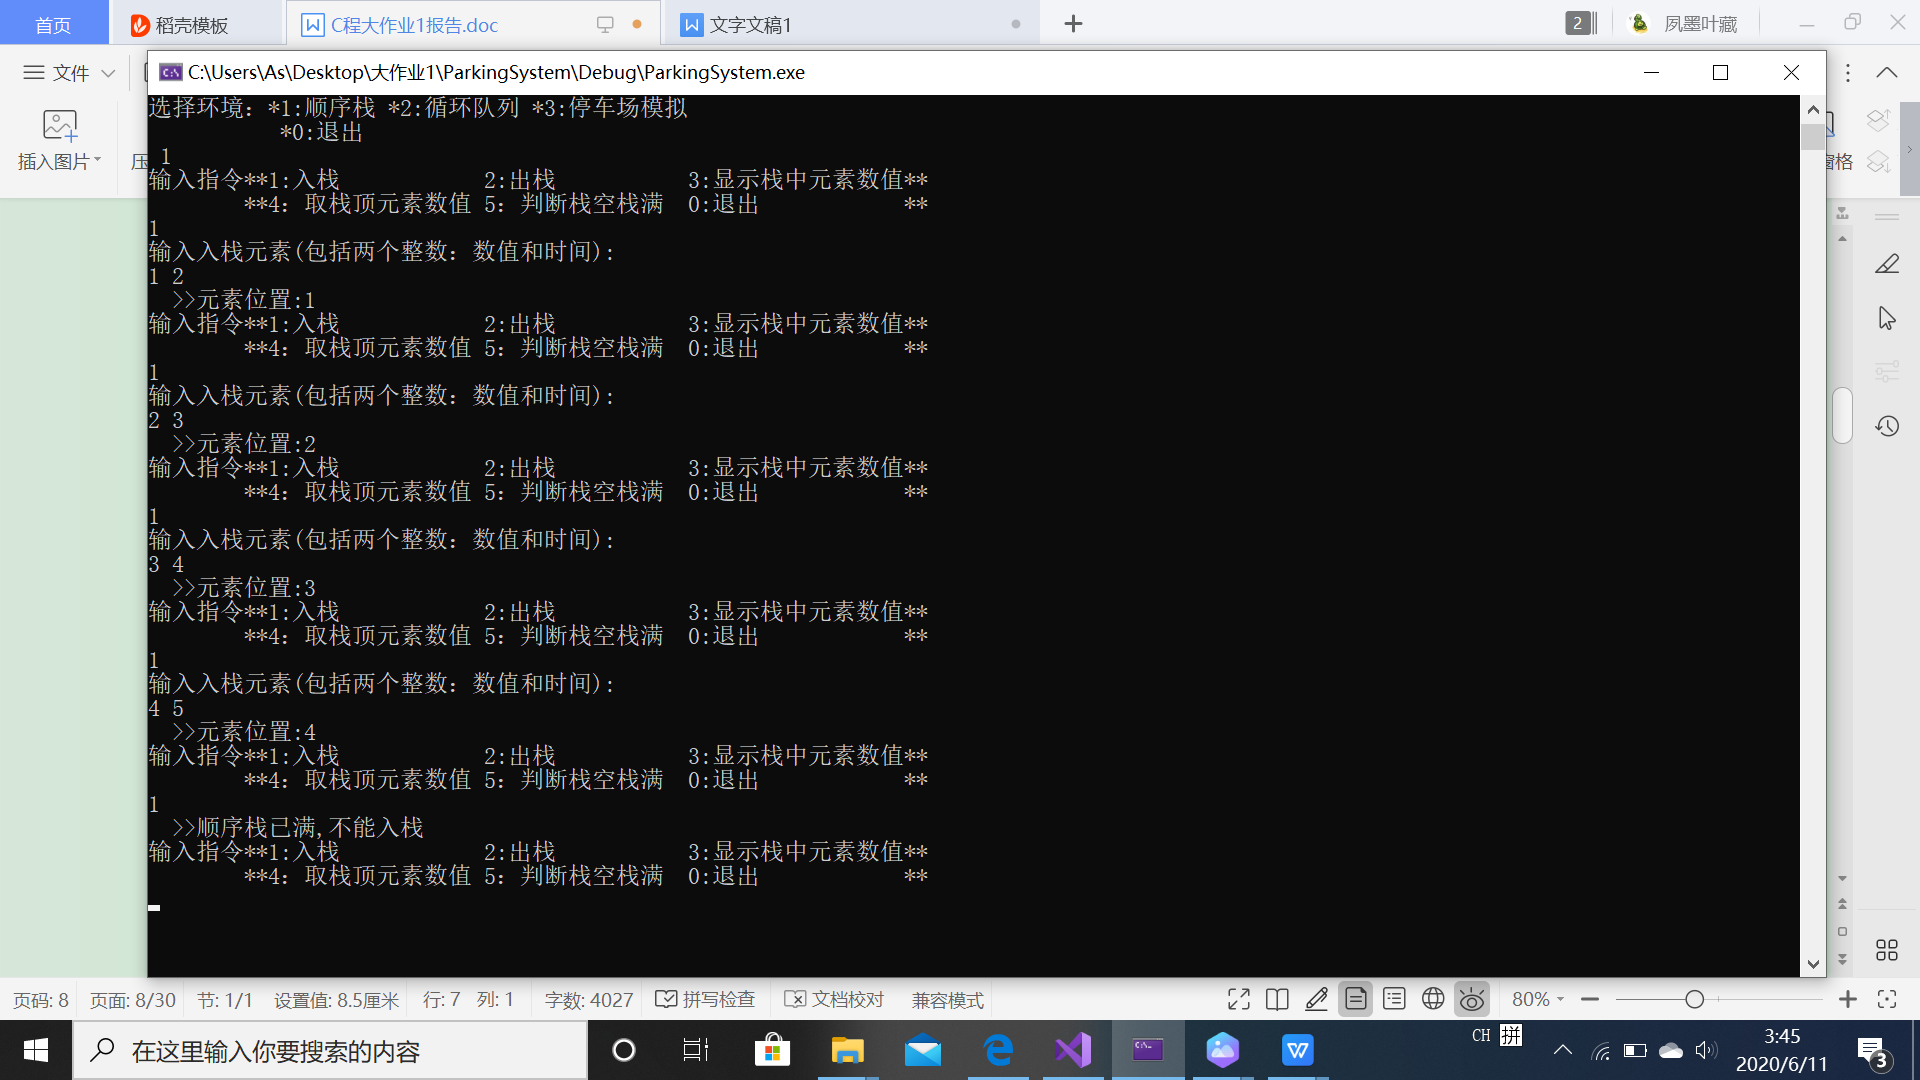 首页 稻壳模板 C程大作业1报告.doc 文字文稿1 2 凤墨叶藏
文件
C:\Users\As\Desktop\大作业1\ParkingSystem\Debug\ParkingSystem.exe
插入图片 压 窗格
选择环境: *1:顺序栈 *2:循环队列 *3:停车场模拟
*0:退出
1
输入指令**1:入栈 2:出栈 3:显示栈中元素数值**
**4: 取栈顶元素数值 5: 判断栈空栈满 0:退出 **
1
输入入栈元素(包括两个整数: 数值和时间):
1 2
>>元素位置:1
输入指令**1:入栈 2:出栈 3:显示栈中元素数值**
**4: 取栈顶元素数值 5: 判断栈空栈满 0:退出 **
1
输入入栈元素(包括两个整数: 数值和时间):
2 3
>>元素位置:2
输入指令**1:入栈 2:出栈 3:显示栈中元素数值**
**4: 取栈顶元素数值 5: 判断栈空栈满 0:退出 **
1
输入入栈元素(包括两个整数: 数值和时间):
3 4
>>元素位置:3
输入指令**1:入栈 2:出栈 3:显示栈中元素数值**
**4: 取栈顶元素数值 5: 判断栈空栈满 0:退出 **
1
输入入栈元素(包括两个整数: 数值和时间):
4 5
>>元素位置:4
输入指令**1:入栈 2:出栈 3:显示栈中元素数值**
**4: 取栈顶元素数值 5: 判断栈空栈满 0:退出 **
1
>>顺序栈已满,不能入栈
输入指令**1:入栈 2:出栈 3:显示栈中元素数值**
**4: 取栈顶元素数值 5: 判断栈空栈满 0:退出 **
页码: 8 页面: 8/30 节: 1/1 设置值: 8.5厘米 行: 7 列: 1 字数: 4027 拼写检查 文档校对 兼容模式 80%
在这里输入你要搜索的内容 CH 拼 3:45
2020/6/11 3